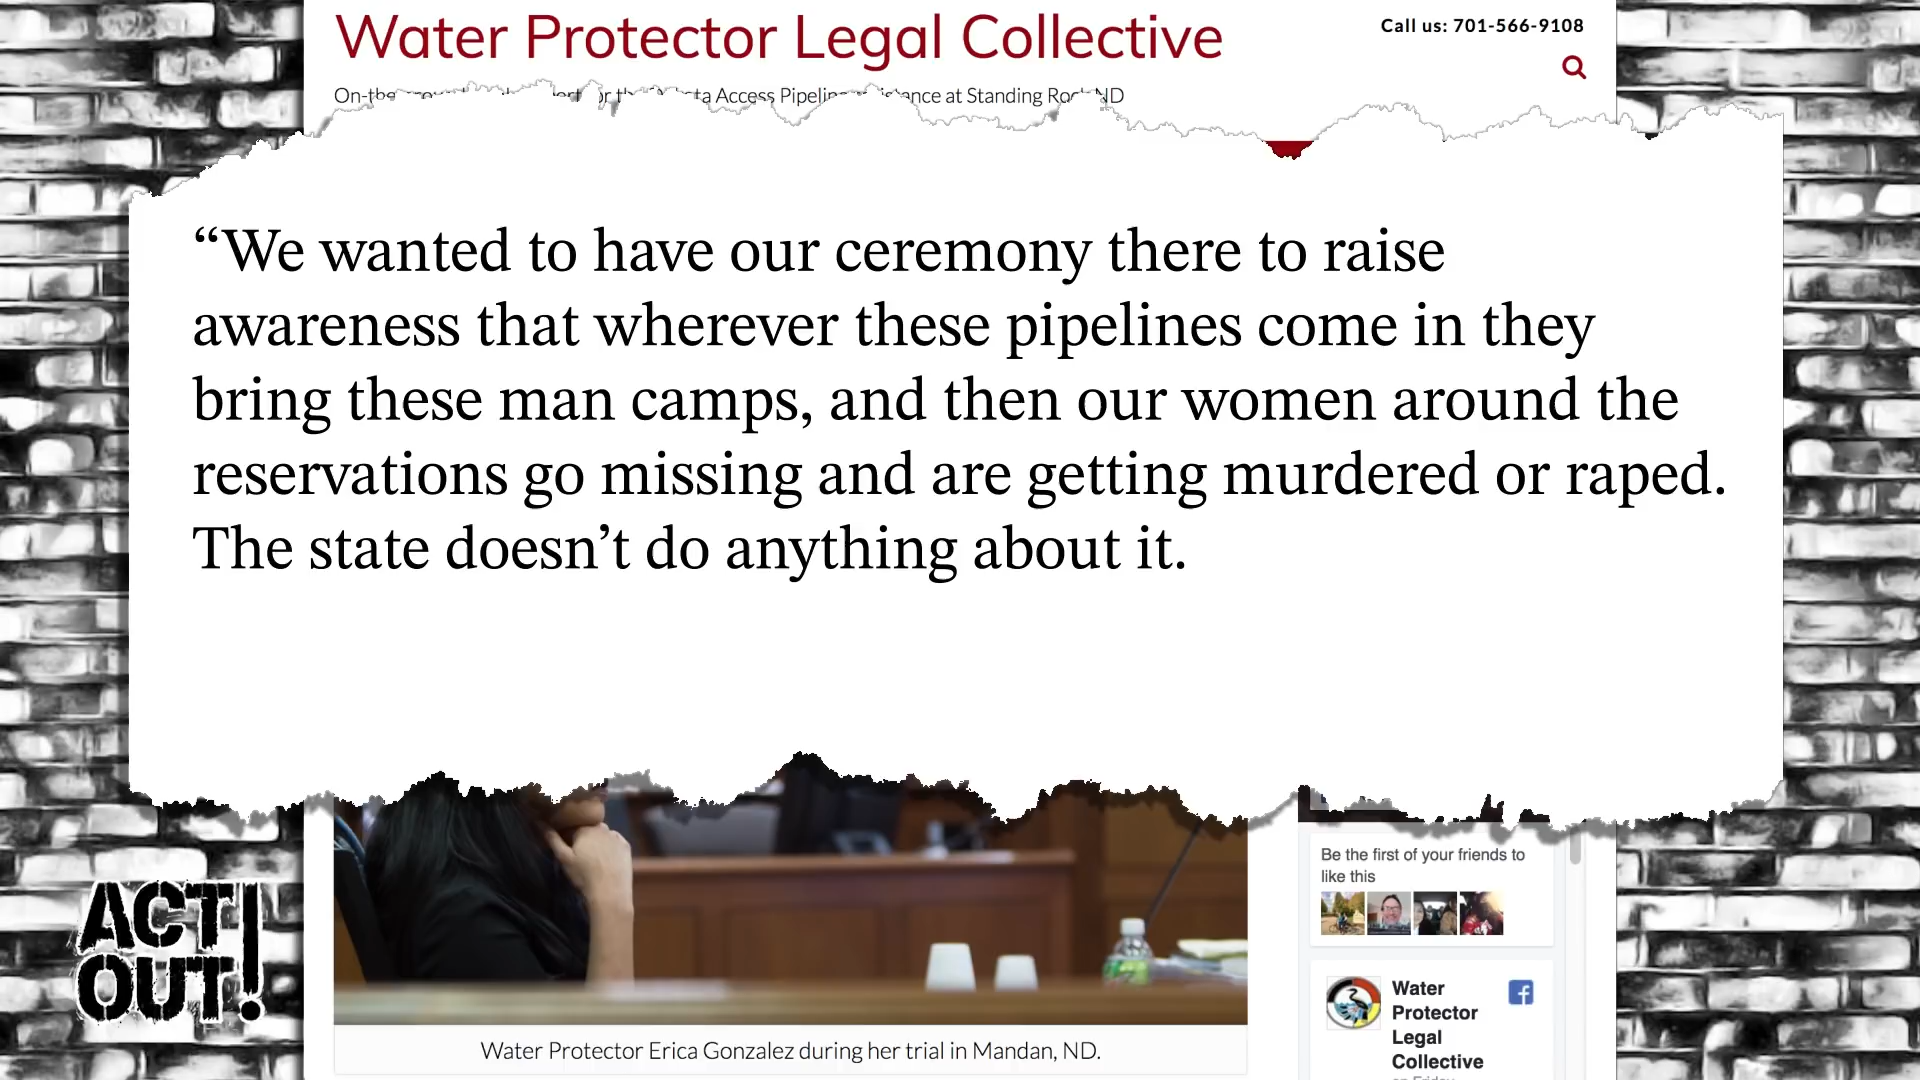 Water Protector Legal Collective
Call us: 701-566-9108
Access Pipeline at Standing
“We wanted to have our ceremony there to raise
awareness that wherever these pipelines come in they
bring these man camps, and then our women around the
reservations go missing and are getting murdered or raped.
The state doesn’t do anything about it.
Be the first of your friends to
like this
Water
Protector
Legal
Collective
ACT
OUT!
Water Protector Erica Gonzalez during her trial in Mandan, ND.